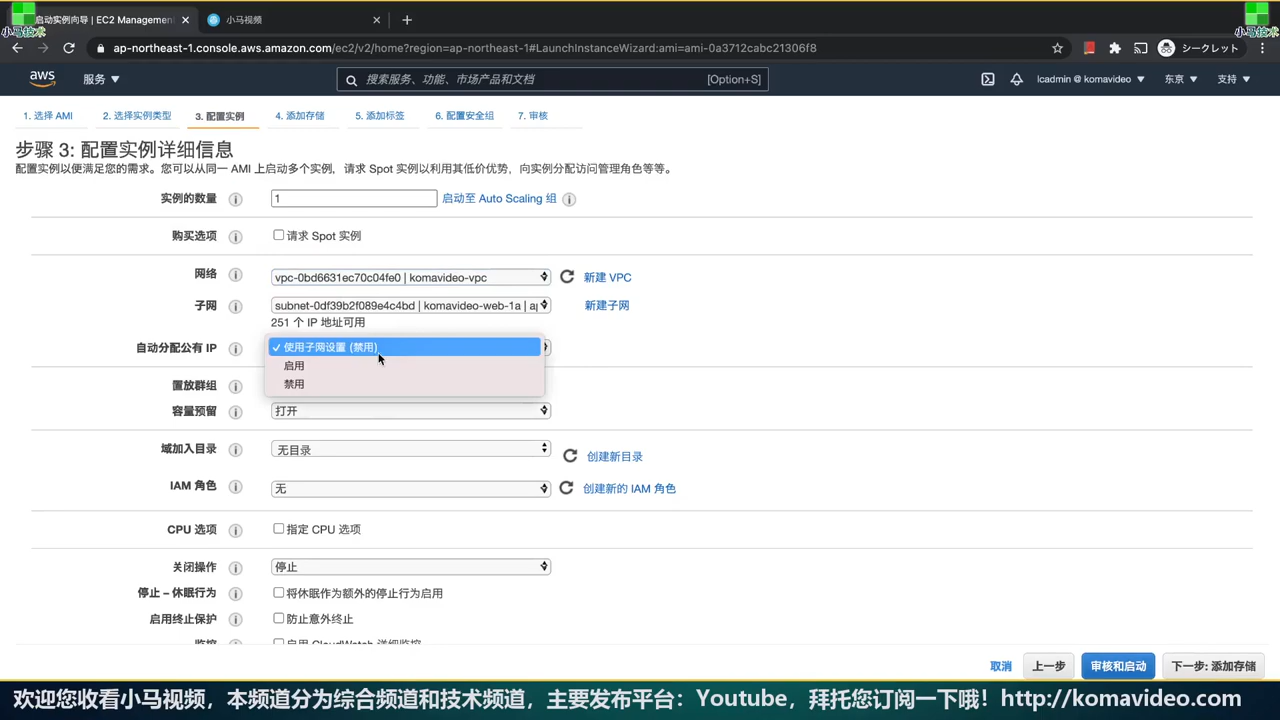 启动实例向导 | EC2 Management
小马视频
小马技术
小马技术
ap-northeast-1.console.aws.amazon.com/ec2/v2/home?region=ap-northeast-1#LaunchInstanceWizard:ami=ami-0a3712cabc21306f8
シークレット
aws
服务
搜索服务、功能、市场产品和文档
[Option+S]
lcadmin @ komavideo
东京
支持
1. 选择 AMI
2. 选择实例类型
3. 配置实例
4. 添加存储
5. 添加标签
6. 配置安全组
7. 审核
步骤 3: 配置实例详细信息
配置实例以便满足您的需求。您可以从同一 AMI 上启动多个实例，请求 Spot 实例以利用其低价优势，向实例分配访问管理角色等等。
实例的数量
1
启动至 Auto Scaling 组
购买选项
请求 Spot 实例
网络
vpc-0bd6631ec70c04fe0 | komavideo-vpc
新建 VPC
子网
subnet-0df39b2f089e4c4bd | komavideo-web-1a | ap
新建子网
251 个 IP 地址可用
自动分配公有 IP
✓ 使用子网设置 (禁用)
启用
禁用
置放群组
容量预留
打开
域加入目录
无目录
创建新目录
IAM 角色
无
创建新的 IAM 角色
CPU 选项
指定 CPU 选项
关闭操作
停止
停止 – 休眠行为
将休眠作为额外的停止行为启用
启用终止保护
防止意外终止
监控
启用 CloudWatch 详细监控
取消
上一步
审核和启动
下一步: 添加存储
欢迎您收看小马视频，本频道分为综合频道和技术频道，主要发布平台：Youtube，拜托您订阅一下哦！http://komavideo.com